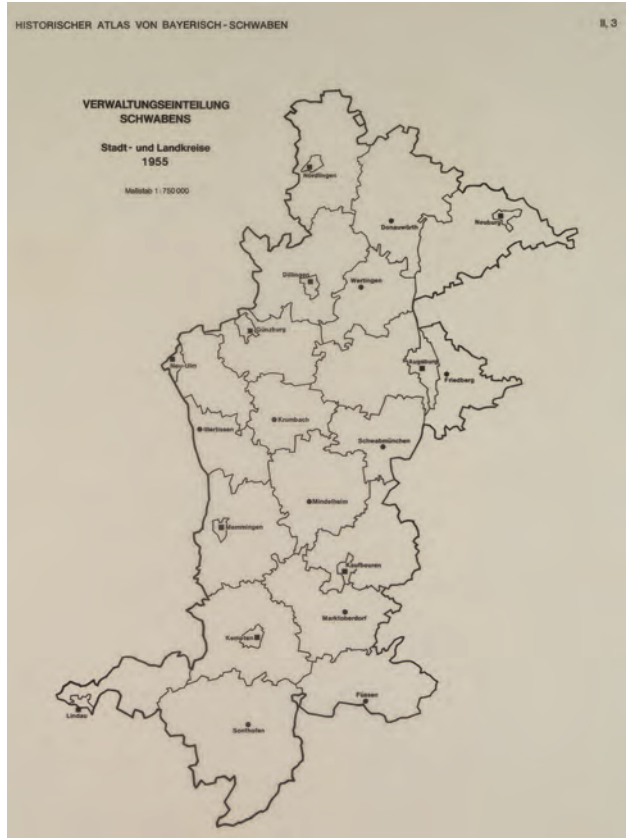 HISTORISCHER ATLAS VON BAYERISCH-SCHWABEN
II, 3
VERWALTUNGSEINTEILUNG
SCHWABENS
Stadt- und Landkreise
1955
Maßstab 1:750 000
Nördlingen
Donauwörth
Neuburg
Dillingen
Wertingen
Günzburg
Neu-Ulm
Augsburg
Friedberg
Krumbach
Illertissen
Schwabmünchen
Mindelheim
Memmingen
Kaufbeuren
Marktoberdorf
Kempten
Füssen
Lindau
Sonthofen